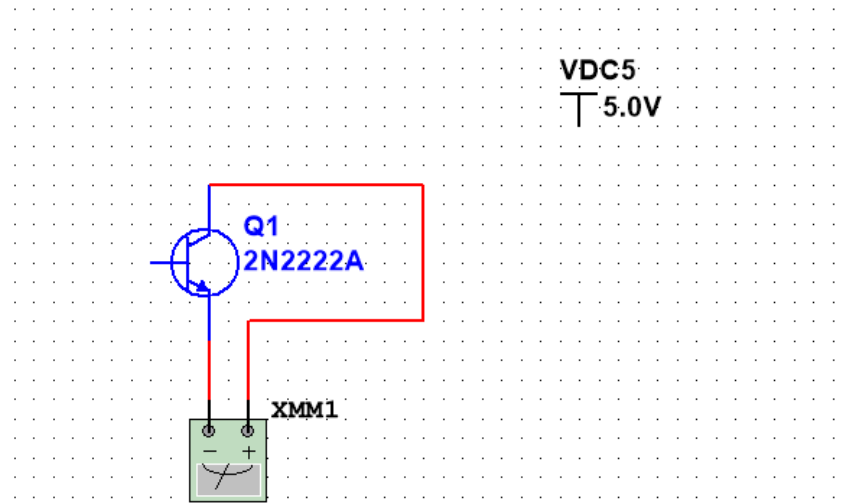 VDC5
5.0V
Q1
2N2222A
XMM1
- +